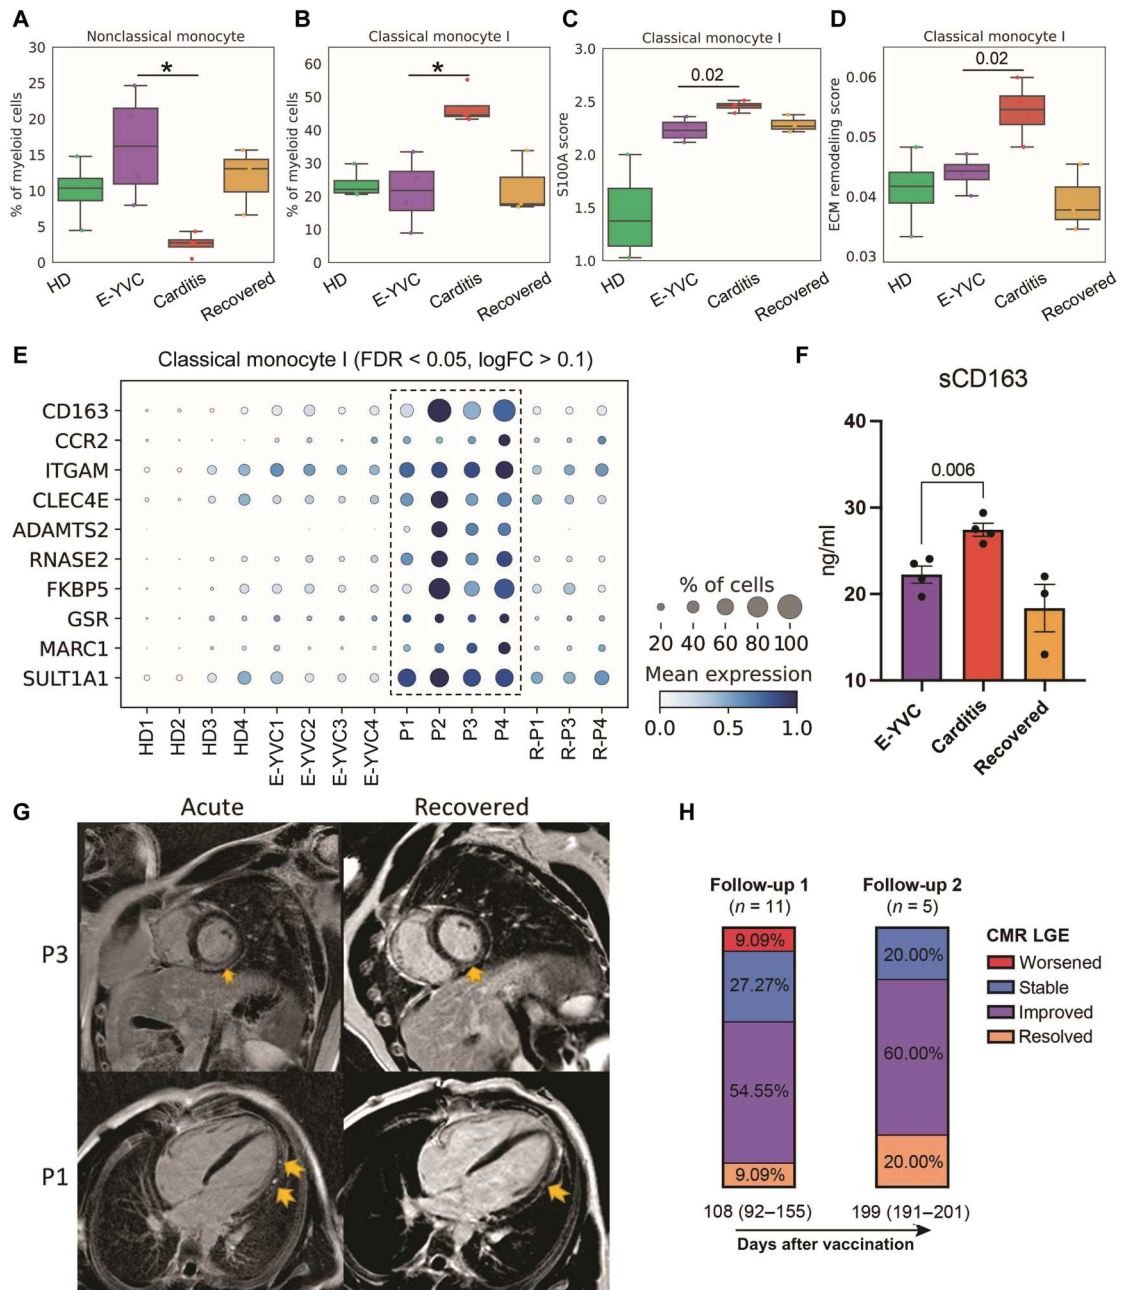 A
Nonclassical monocyte
% of myeloid cells
30
25
20
15
10
5
0
*
HD
E-YVC
Carditis
Recovered
B
Classical monocyte I
% of myeloid cells
60
50
40
30
20
10
0
*
HD
E-YVC
Carditis
Recovered
C
Classical monocyte I
S100A score
3.0
2.5
2.0
1.5
1.0
0.02
HD
E-YVC
Carditis
Recovered
D
Classical monocyte I
ECM remodeling score
0.06
0.05
0.04
0.03
0.02
HD
E-YVC
Carditis
Recovered
E
Classical monocyte I (FDR < 0.05, logFC > 0.1)
CD163
CCR2
ITGAM
CLEC4E
ADAMTS2
RNASE2
FKBP5
GSR
MARC1
SULT1A1
HD1
HD2
HD3
HD4
E-YVC1
E-YVC2
E-YVC3
E-YVC4
P1
P2
P3
P4
R-P1
R-P3
R-P4
% of cells
20 40 60 80 100
Mean expression
0.0 0.5 1.0
F
sCD163
ng/ml
40
30
20
10
0.006
E-YVC
Carditis
Recovered
G
Acute
Recovered
P3
P1
H
Follow-up 1
(n = 11)
9.09%
27.27%
54.55%
9.09%
108 (92–155)
Follow-up 2
(n = 5)
20.00%
60.00%
20.00%
199 (191–201)
Days after vaccination
CMR LGE
Worsened
Stable
Improved
Resolved